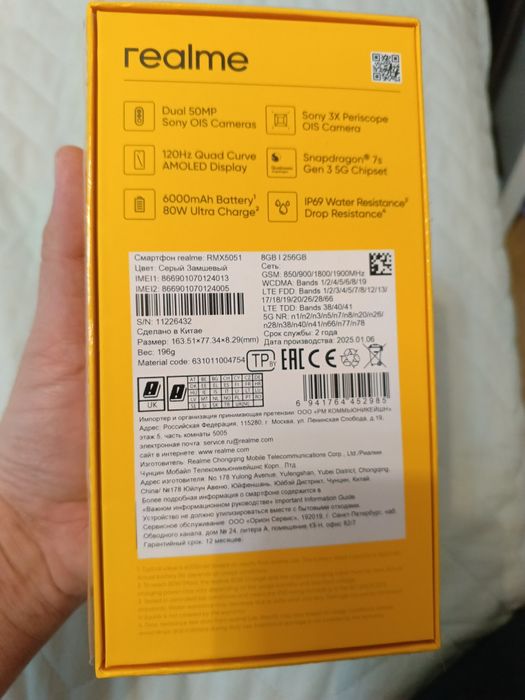 realme
Dual 50MP
Sony OIS Cameras
Sony 3X Periscope
OIS Camera
120Hz Quad Curve
AMOLED Display
Snapdragon® 7s
Gen 3 5G Chipset
6000mAh Battery¹
80W Ultra Charge²
IP69 Water Resistance³
Drop Resistance⁴
Смартфон realme: RMX5051
Цвет: Серый Замшевый
IMEI1: 866901070124013
IMEI2: 866901070124005
S/N: 11226432
Сделано в Китае
Размер: 163.51×77.34×8.29(mm)
Вес: 196g
Material code: 631011004754
8GB | 256GB
Сеть:
GSM: 850/900/1800/1900MHz
WCDMA: Bands 1/2/4/5/6/8/19
LTE FDD: Bands 1/2/3/4/5/7/8/12/13/
17/18/19/20/26/28/66
LTE TDD: Bands 38/40/41
5G NR: n1/n2/n3/n5/n7/n8/n20/n26/
n28/n38/n40/n41/n66/n77/n78
Срок службы: 2 года
Дата производства: 2025.01.06
TP BY EAC CE
UK
6 941764 452985
Импортер и организация принимающая претензии ООО «РМ КОММЬЮНИКЕЙШН»
Адрес: Российская Федерация, 115280, г. Москва, ул. Ленинская Слобода, д.19,
этаж 5, часть комнаты 5005
электронная почта: service.ru@realme.com
сайт в интернете: www.realme.com
Изготовитель: Realme Chongqing Mobile Telecommunications Corp., Ltd./Риалми
Чунцин Мобайл Телекоммьюникейшнс Корп., Лтд.
Адрес изготовителя: No.178 Yulong Avenue, Yufengshan, Yubei District, Chongqing,
China/ №178 Юйлун Авеню, Юйфеншань, Юйбэй Дистрикт, Чунцин, Китай.
Более подробная информация о смартфоне содержится в
«Важном информационном руководстве» Important Information Guide
Устройство не должно утилизироваться вместе с бытовыми отходами.
Сервисное обслуживание: ООО «Орион Сервис», 192019, г. Санкт-Петербург, наб.
Обводного канала, дом № 24, литера А, помещение 13-Н, офис 82/7
Гарантийный срок: 12 месяцев.